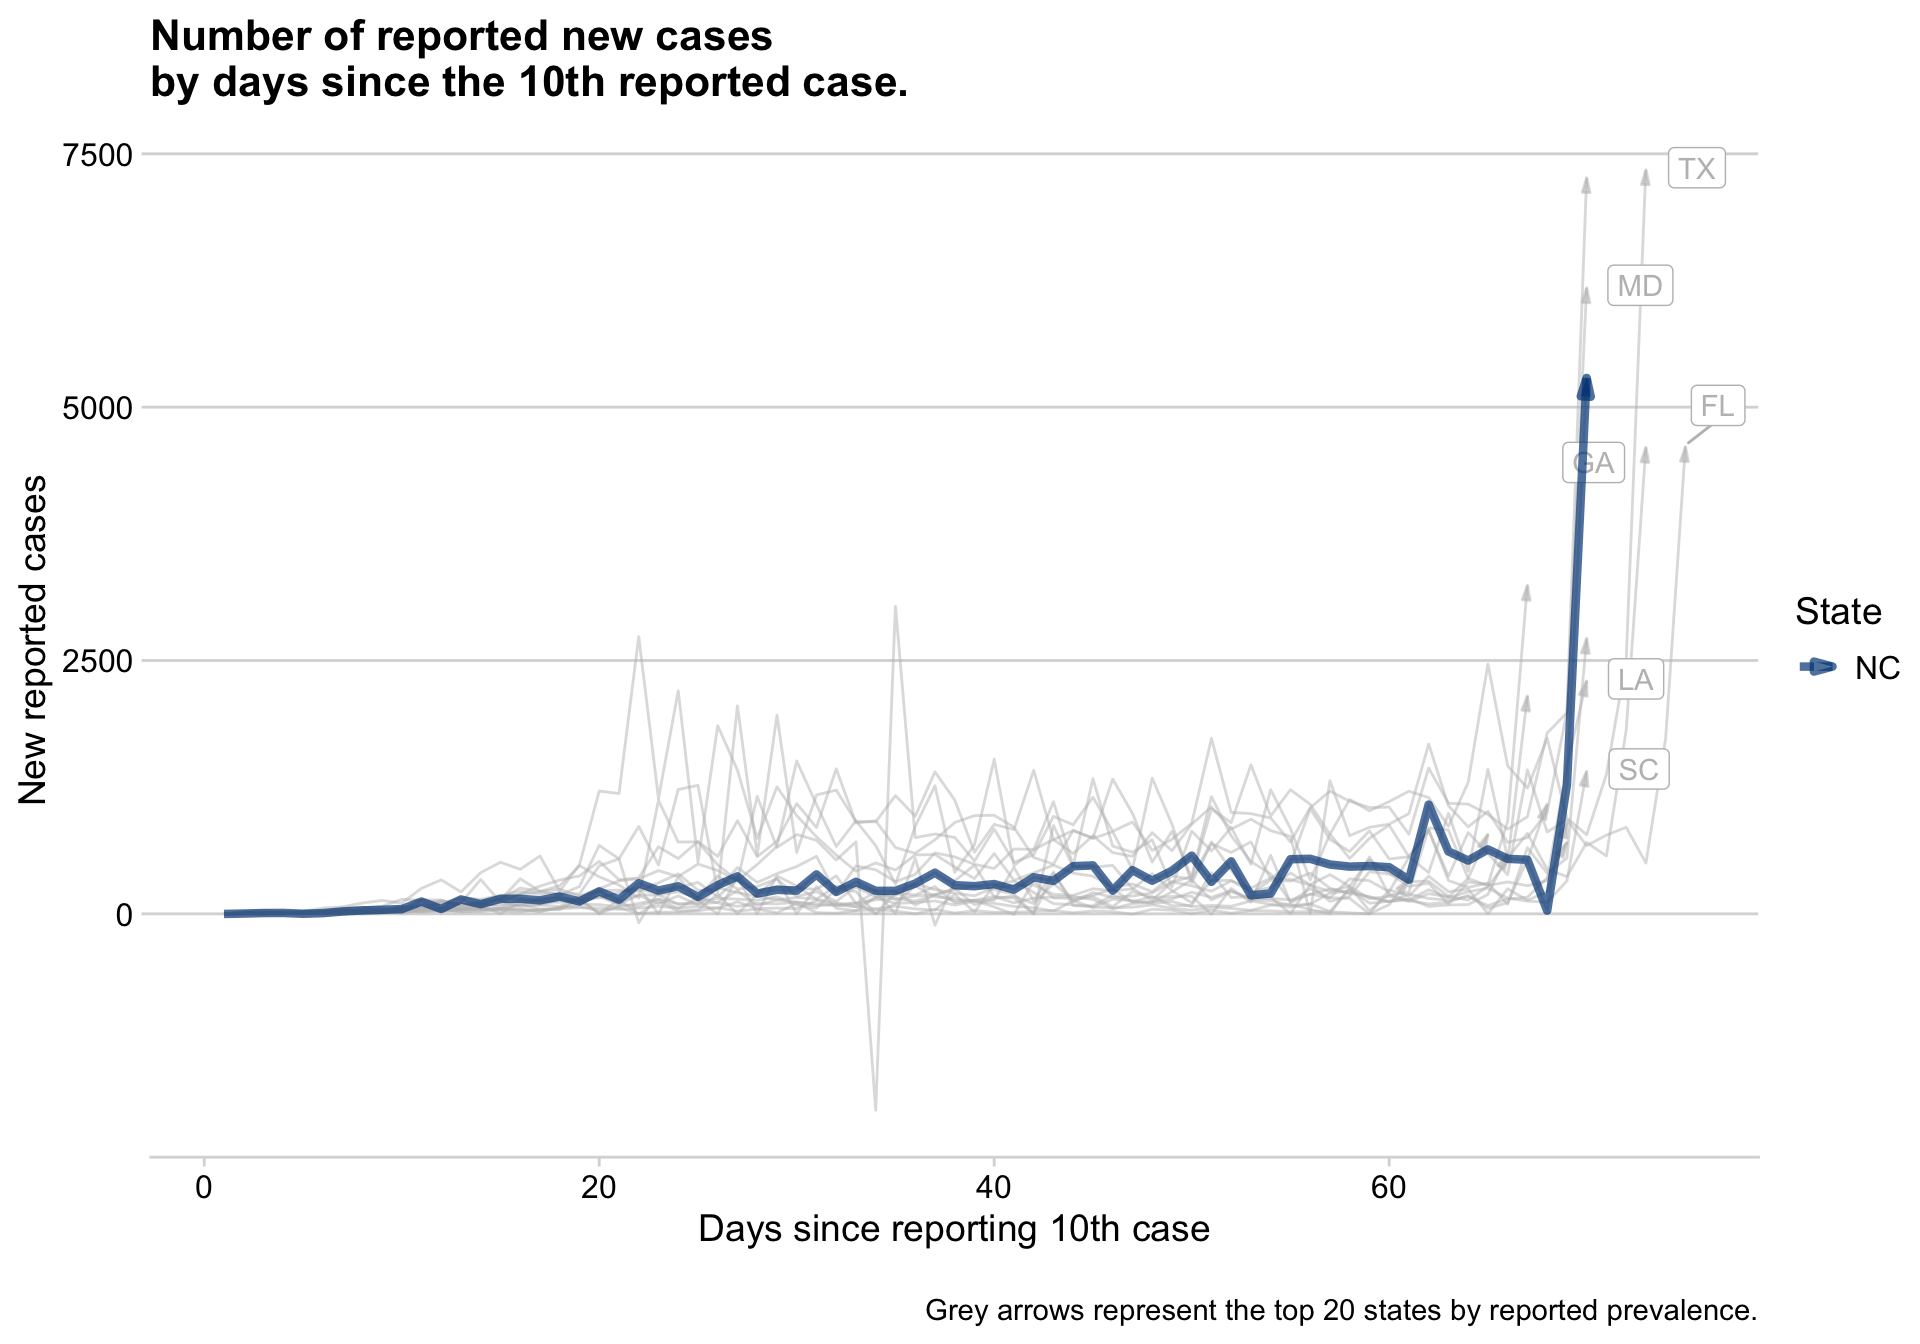 Number of reported new cases
by days since the 10th reported case.
7500
5000
2500
0
New reported cases
TX
MD
FL
GA
LA
SC
State
NC
0 20 40 60
Days since reporting 10th case
Grey arrows represent the top 20 states by reported prevalence.